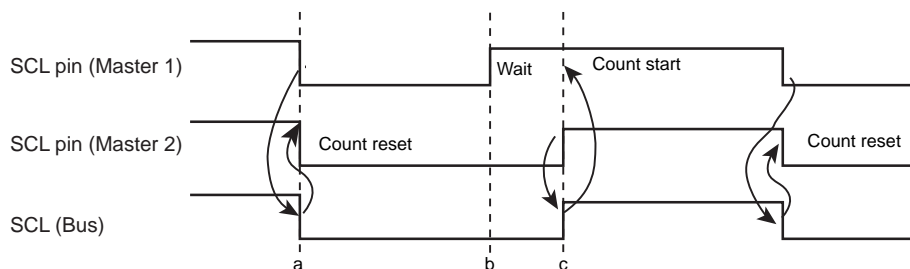 SCL pin (Master 1)
Wait
Count start
SCL pin (Master 2)
Count reset
Count reset
SCL (Bus)
a
b
c